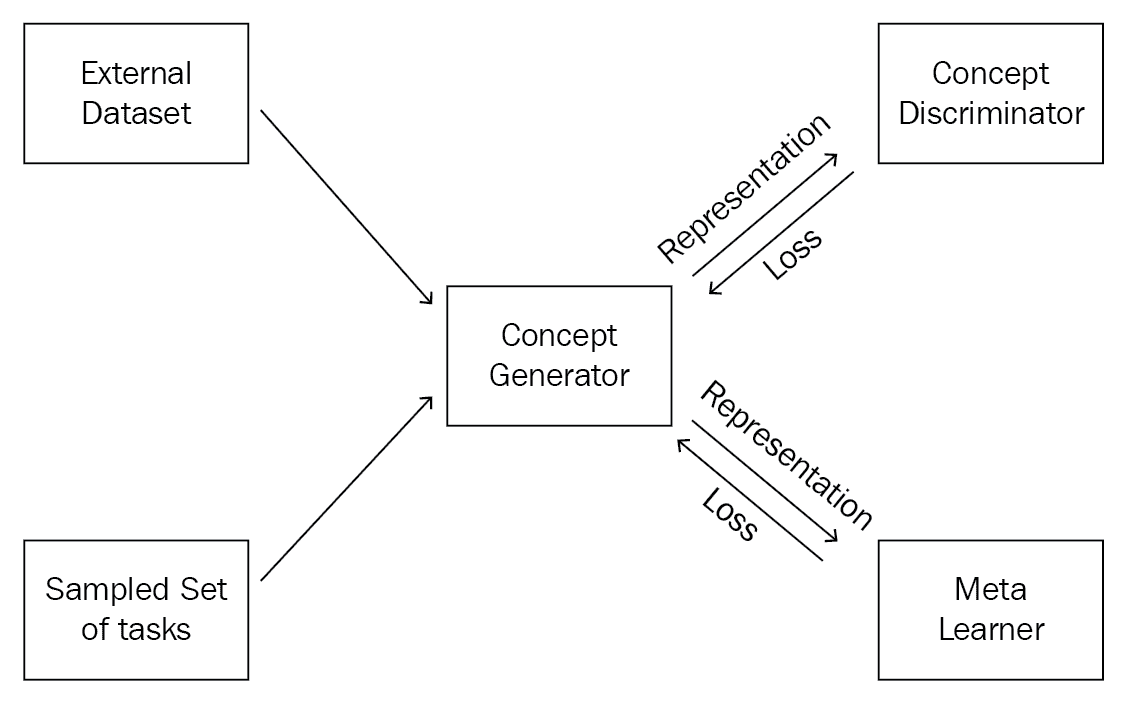 External
Dataset
Concept
Discriminator
Representation
Loss
Concept
Generator
Representation
Loss
Sampled Set
of tasks
Meta
Learner